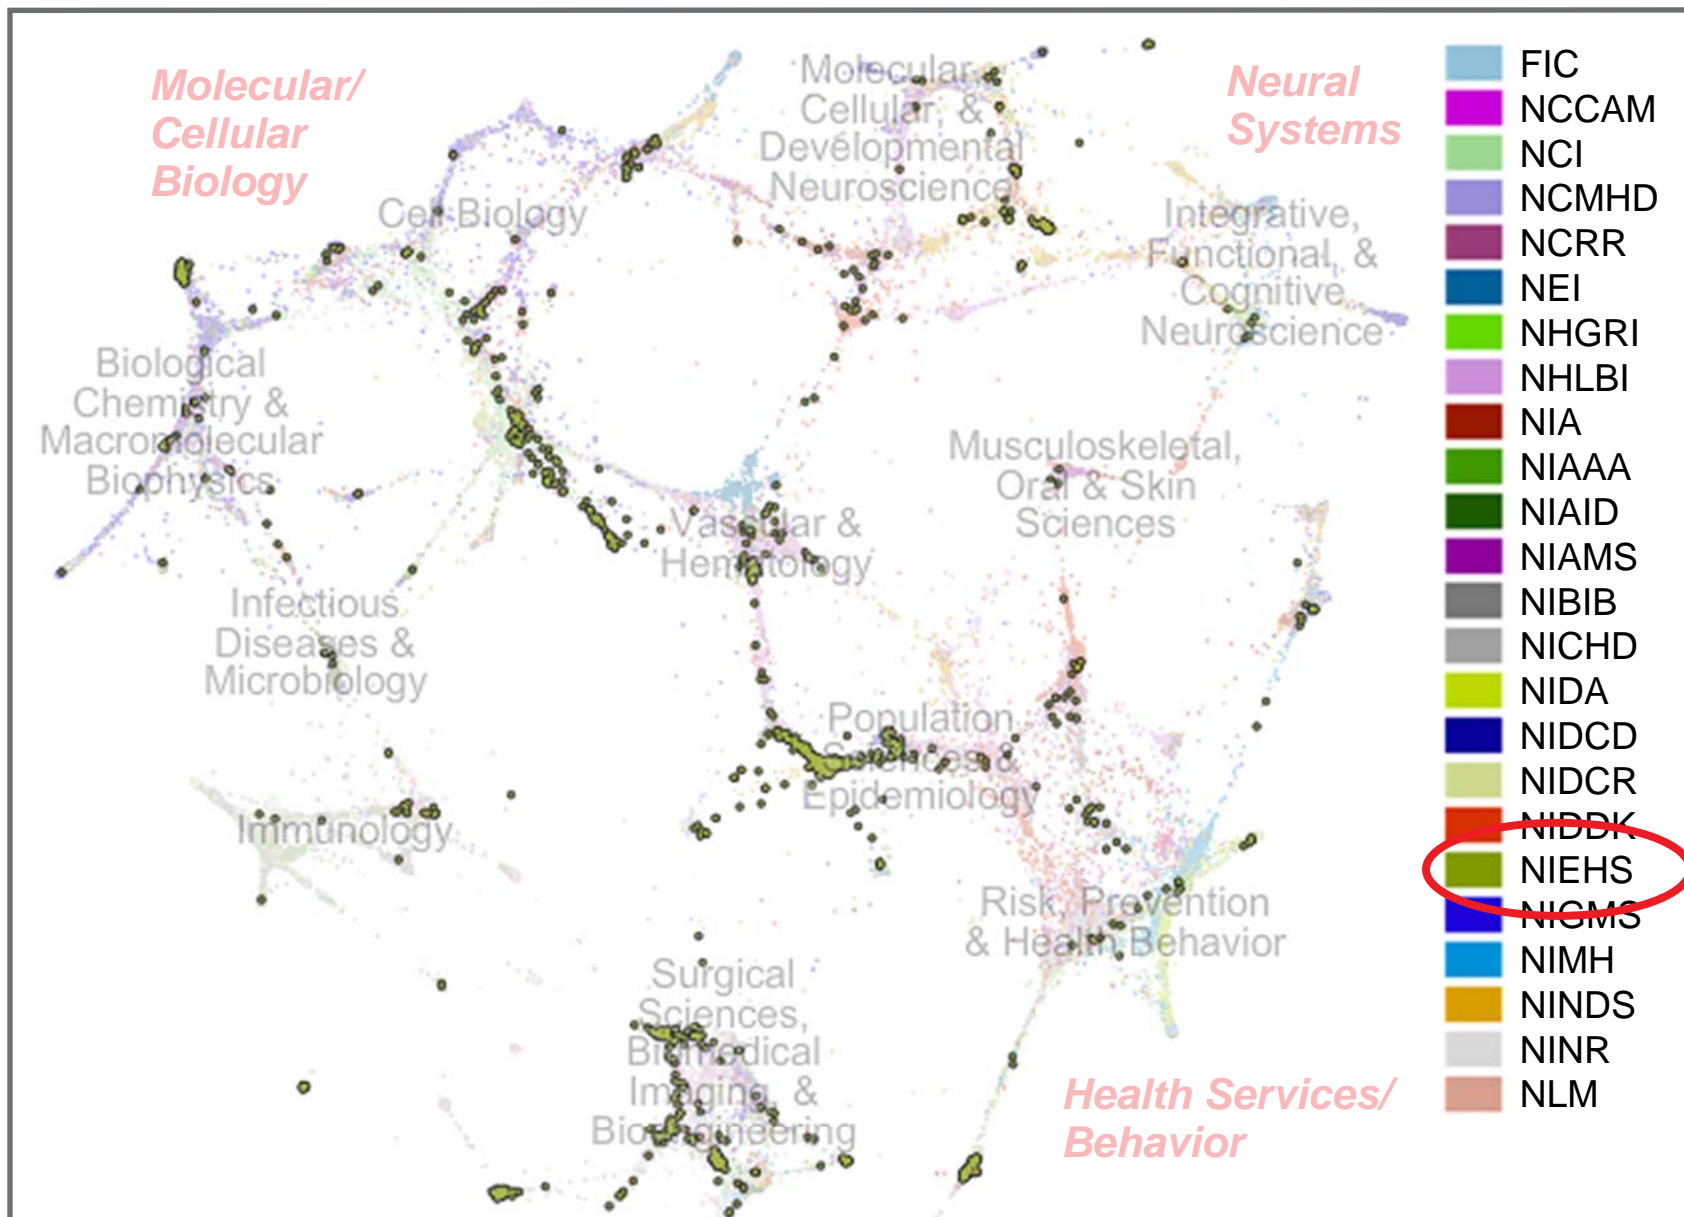 Molecular/
Cellular
Biology
Molecular,
Cellular, &
Developmental
Neuroscience
Neural
Systems
Cell Biology
Integrative,
Functional, &
Cognitive
Neuroscience
Biological
Chemistry &
Macromolecular
Biophysics
Musculoskeletal,
Oral & Skin
Sciences
Vascular &
Hematology
Infectious
Diseases &
Microbiology
Population
Sciences &
Epidemiology
Immunology
Risk, Prevention
& Health Behavior
Surgical
Sciences,
Biomedical
Imaging, &
Bioengineering
Health Services/
Behavior
FIC
NCCAM
NCI
NCMHD
NCRR
NEI
NHGRI
NHLBI
NIA
NIAAA
NIAID
NIAMS
NIBIB
NICHD
NIDA
NIDCD
NIDCR
NIDDK
NIEHS
NIGMS
NIMH
NINDS
NINR
NLM